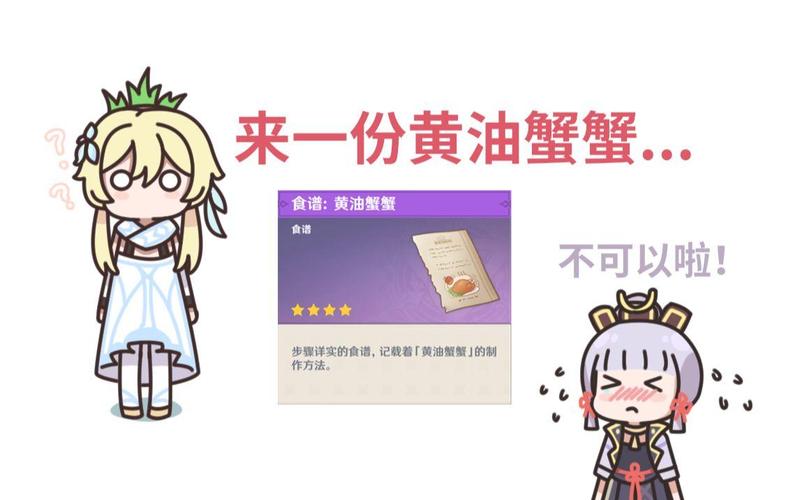 来一份黄油蟹蟹...
食谱: 黄油蟹蟹
食谱
不可以啦！
步骤详实的食谱, 记载着「黄油蟹蟹」的制
作方法。
? . ?